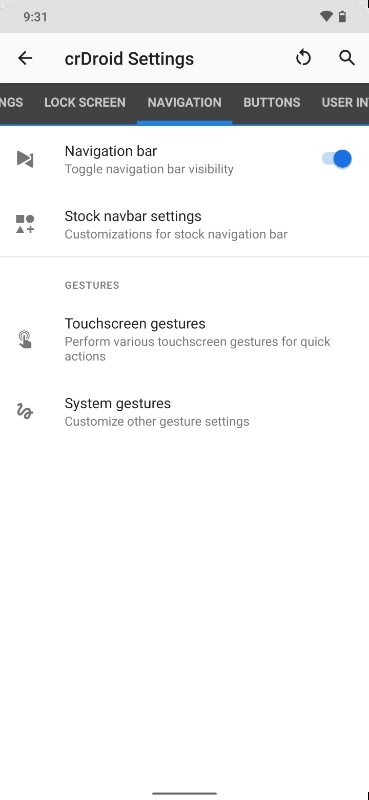 9:31
crDroid Settings
NGS LOCK SCREEN NAVIGATION BUTTONS USER IN
Navigation bar
Toggle navigation bar visibility
Stock navbar settings
Customizations for stock navigation bar
GESTURES
Touchscreen gestures
Perform various touchscreen gestures for quick
actions
System gestures
Customize other gesture settings